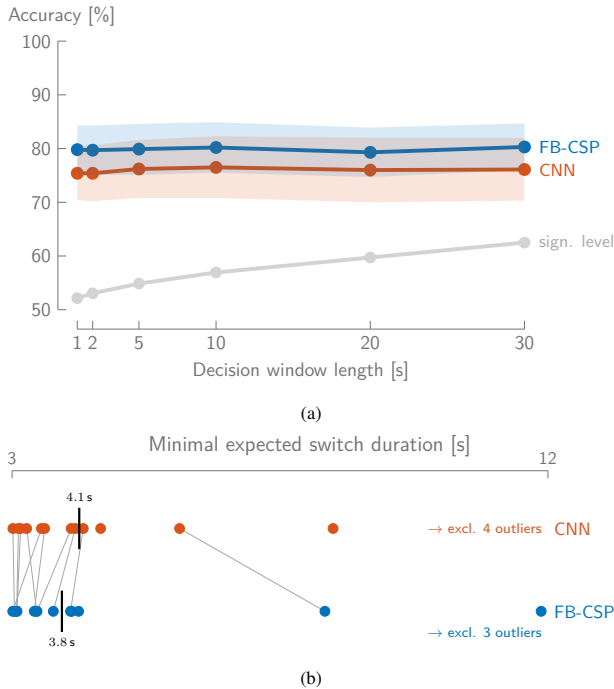 Accuracy [%]
100
90
80
70
60
50
FB-CSP
CNN
sign. level
1 2 5 10 20 30
Decision window length [s]
(a)
Minimal expected switch duration [s]
3 12
4.1 s
→ excl. 4 outliers CNN
FB-CSP
→ excl. 3 outliers
3.8 s
(b)